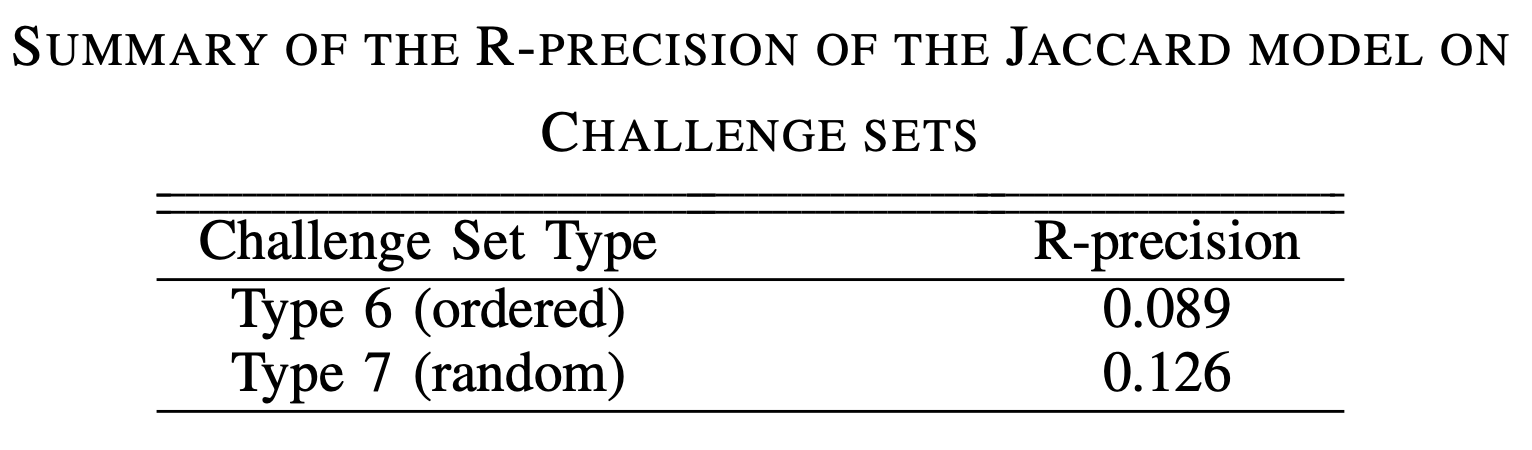 SUMMARY OF THE R-PRECISION OF THE JACCARD MODEL ON
CHALLENGE SETS
Challenge Set Type R-precision
Type 6 (ordered) 0.089
Type 7 (random) 0.126